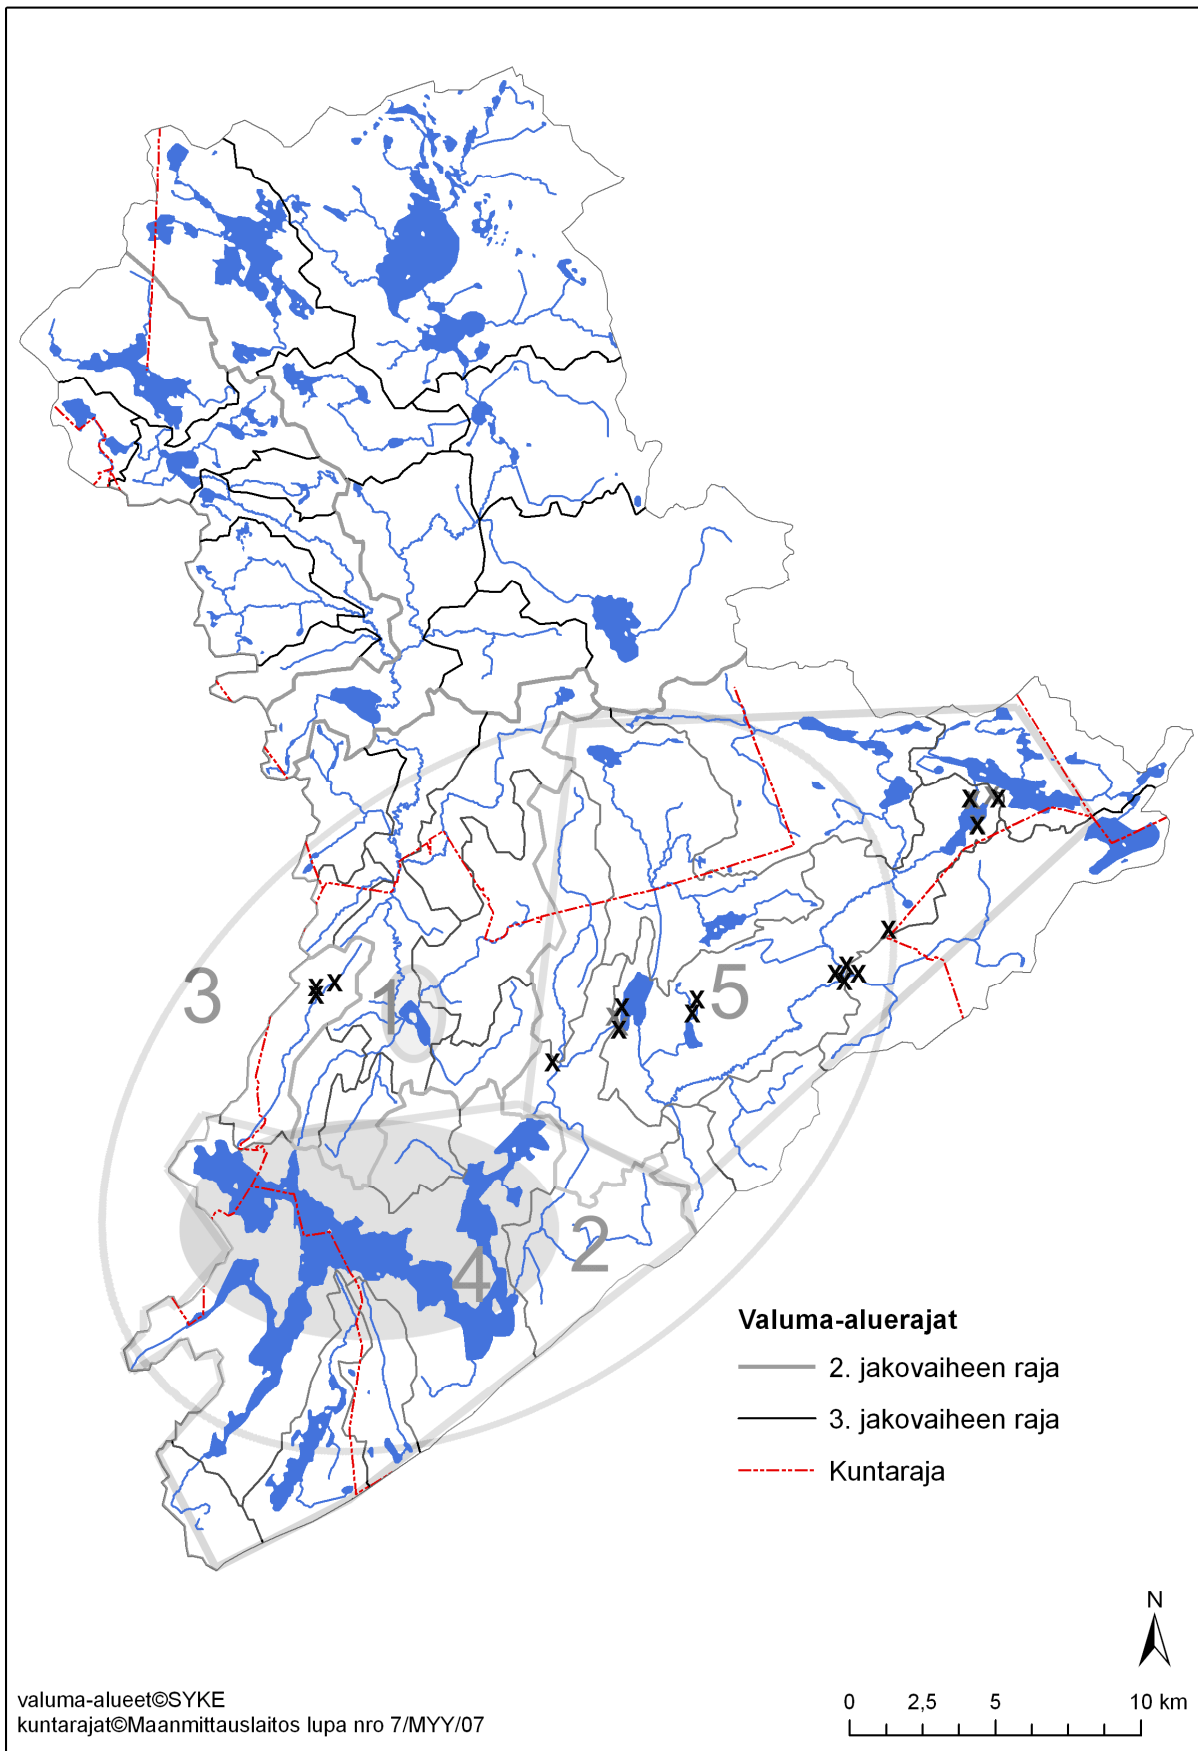 3
1
5
2
4
X X X
X
X X
X X
X
X X
X X X X X
X X X
Valuma-aluerajat
2. jakovaiheen raja
3. jakovaiheen raja
Kuntaraja
N
0 2,5 5 10 km
valuma-alueet©SYKE
kuntarajat©Maanmittauslaitos lupa nro 7/MYY/07